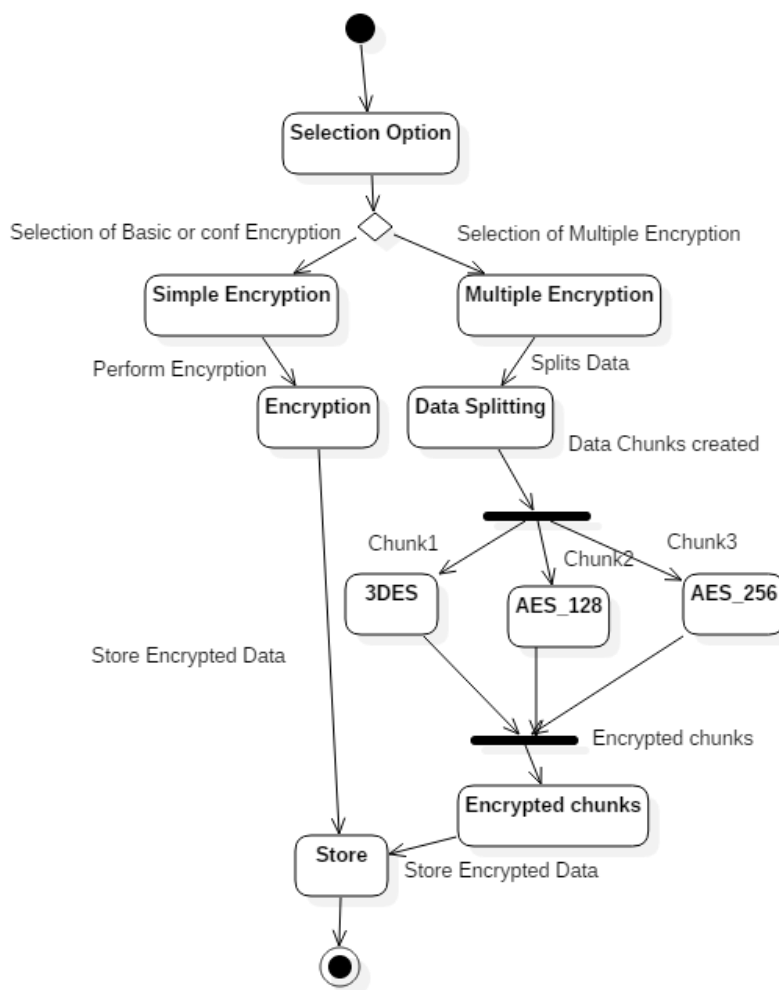 Selection Option
Selection of Basic or conf Encryption
Selection of Multiple Encryption
Simple Encryption
Multiple Encryption
Perform Encyrption
Splits Data
Encryption
Data Splitting
Data Chunks created
Chunk1
Chunk2
Chunk3
3DES
AES_128
AES_256
Store Encrypted Data
Encrypted chunks
Encrypted chunks
Store
Store Encrypted Data